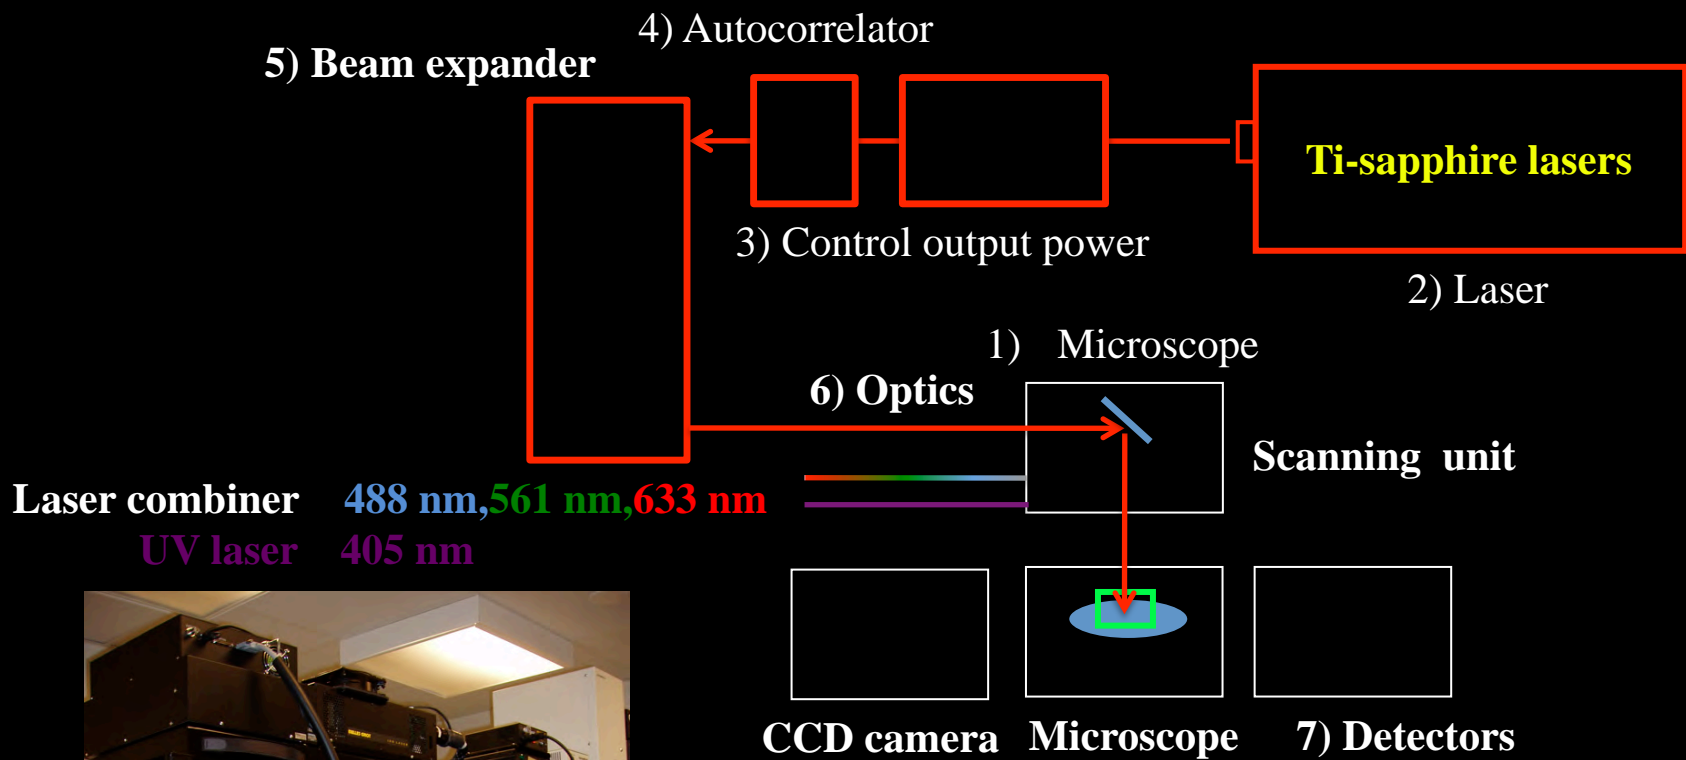 4) Autocorrelator
5) Beam expander
Ti-sapphire lasers
3) Control output power
2) Laser
1) Microscope
6) Optics
Scanning unit
Laser combiner 488 nm,561 nm,633 nm
UV laser 405 nm
CCD camera Microscope 7) Detectors